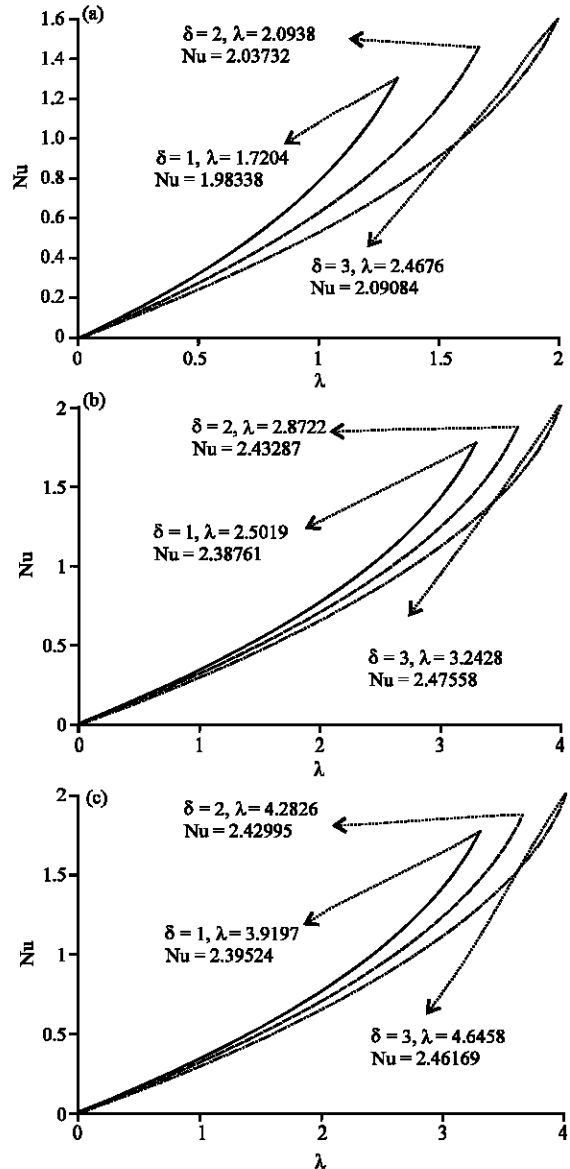 (a)
1.6
1.4
1.2
1.0
0.8
0.6
0.4
0.2
0
Nu
δ = 2, λ = 2.0938
Nu = 2.03732
δ = 1, λ = 1.7204
Nu = 1.98338
δ = 3, λ = 2.4676
Nu = 2.09084
0 0.5 1 1.5 2
λ
(b)
2
1.5
1
0.5
0
Nu
δ = 2, λ = 2.8722
Nu = 2.43287
δ = 1, λ = 2.5019
Nu = 2.38761
δ = 3, λ = 3.2428
Nu = 2.47558
0 1 2 3 4
λ
(c)
2
1.5
1
0.5
0
Nu
δ = 2, λ = 4.2826
Nu = 2.42995
δ = 1, λ = 3.9197
Nu = 2.39524
δ = 3, λ = 4.6458
Nu = 2.46169
0 1 2 3 4
λ